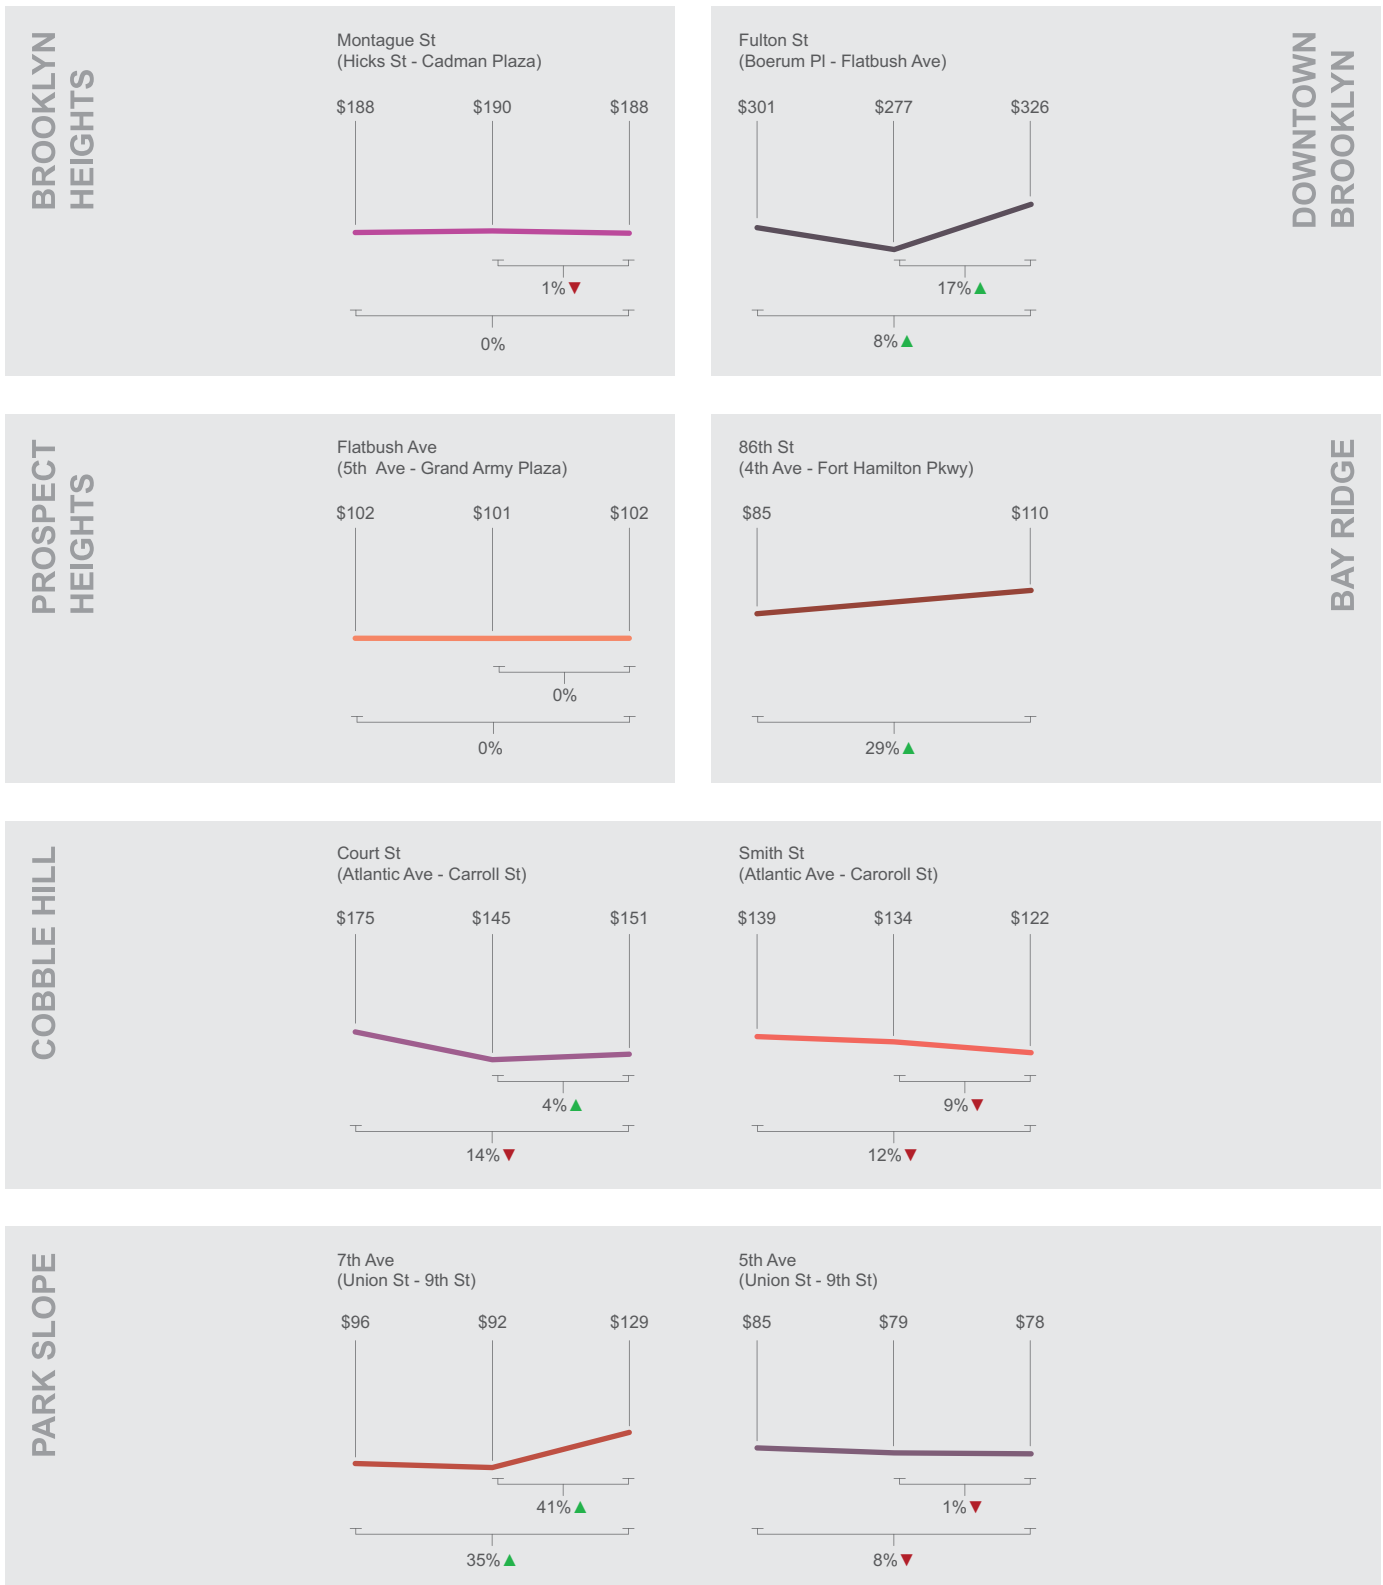 BROOKLYN
HEIGHTS
Montague St
(Hicks St - Cadman Plaza)
$188 $190 $188
1%
0%
Fulton St
(Boerum Pl - Flatbush Ave)
$301 $277 $326
17%
8%
DOWNTOWN
BROOKLYN
PROSPECT
HEIGHTS
Flatbush Ave
(5th Ave - Grand Army Plaza)
$102 $101 $102
0%
0%
86th St
(4th Ave - Fort Hamilton Pkwy)
$85 $110
29%
BAY RIDGE
COBBLE HILL
Court St
(Atlantic Ave - Carroll St)
$175 $145 $151
4%
14%
Smith St
(Atlantic Ave - Caroroll St)
$139 $134 $122
9%
12%
PARK SLOPE
7th Ave
(Union St - 9th St)
$96 $92 $129
41%
35%
5th Ave
(Union St - 9th St)
$85 $79 $78
1%
8%